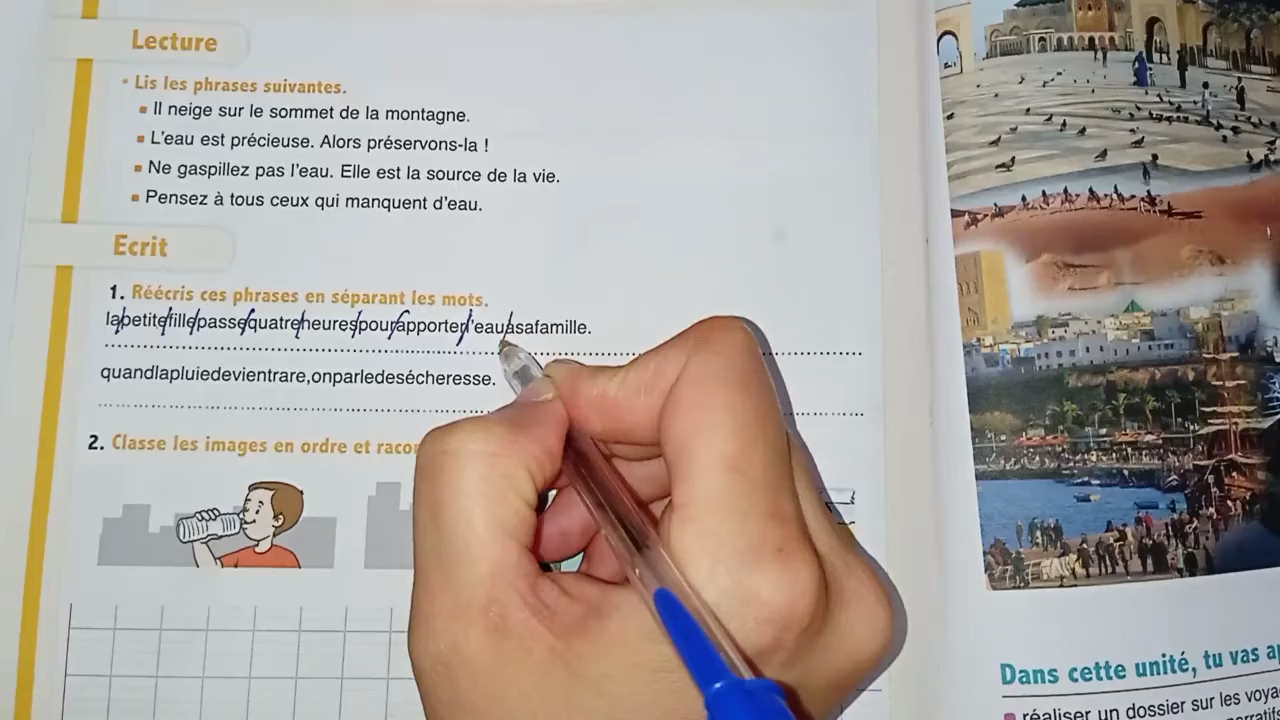 Lecture
• Lis les phrases suivantes.
Il neige sur le sommet de la montagne.
L'eau est précieuse. Alors préservons-la !
Ne gaspillez pas l'eau. Elle est la source de la vie.
Pensez à tous ceux qui manquent d'eau.
Ecrit
1. Réécris ces phrases en séparant les mots.
lapetitefillepassequatreheurespourapporterl'eauàsafamille.
quandlapluiedevientrare,onparledesécheresse.
2. Classe les images en ordre et
Dans cette unité, tu vas
réaliser un dossier sur les